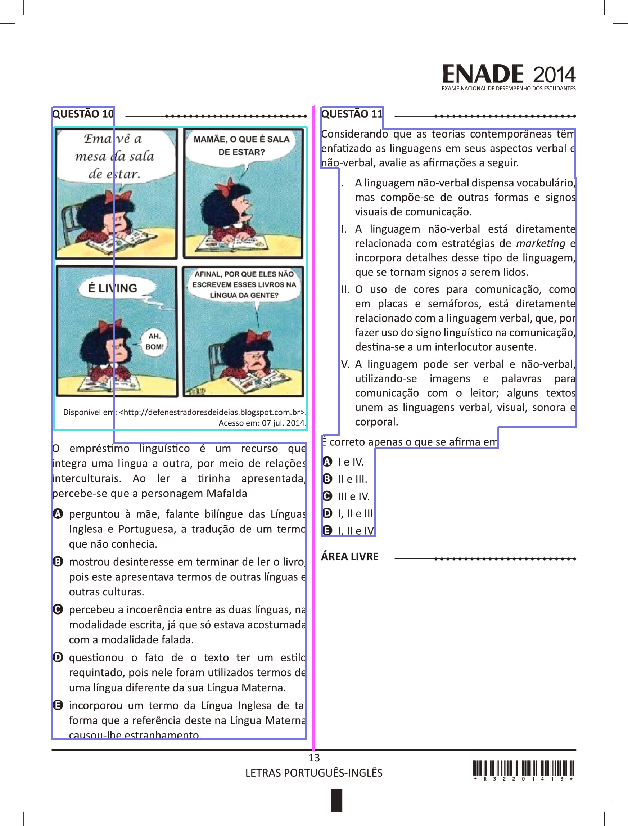 ENADE 2014
EXAME NACIONAL DE DESEMPENHO DOS ESTUDANTES
QUESTÃO 10
Ema vê a
mesa da sala
de estar.
MAMÃE, O QUE É SALA
DE ESTAR?
É LIVING
AH,
BOM!
AFINAL, POR QUE ELES NÃO
ESCREVEM ESSES LIVROS NA
LÍNGUA DA GENTE?
Disponível em: <http://defenestradoresdeideias.blogspot.com.br>.
Acesso em: 07 jul. 2014.
O empréstimo linguístico é um recurso que
integra uma língua a outra, por meio de relações
interculturais. Ao ler a tirinha apresentada,
percebe-se que a personagem Mafalda
A perguntou à mãe, falante bilíngue das Línguas
Inglesa e Portuguesa, a tradução de um termo
que não conhecia.
B mostrou desinteresse em terminar de ler o livro,
pois este apresentava termos de outras línguas e
outras culturas.
C percebeu a incoerência entre as duas línguas, na
modalidade escrita, já que só estava acostumada
com a modalidade falada.
D questionou o fato de o texto ter um estilo
requintado, pois nele foram utilizados termos de
uma língua diferente da sua Língua Materna.
E incorporou um termo da Língua Inglesa de tal
forma que a referência deste na Língua Materna
causou-lhe estranhamento
QUESTÃO 11
Considerando que as teorias contemporâneas têm
enfatizado as linguagens em seus aspectos verbal e
não-verbal, avalie as afirmações a seguir.
. A linguagem não-verbal dispensa vocabulário,
mas compõe-se de outras formas e signos
visuais de comunicação.
I. A linguagem não-verbal está diretamente
relacionada com estratégias de marketing e
incorpora detalhes desse tipo de linguagem,
que se tornam signos a serem lidos.
II. O uso de cores para comunicação, como
em placas e semáforos, está diretamente
relacionado com a linguagem verbal, que, por
fazer uso do signo linguístico na comunicação,
destina-se a um interlocutor ausente.
V. A linguagem pode ser verbal e não-verbal,
utilizando-se imagens e palavras para
comunicação com o leitor; alguns textos
unem as linguagens verbal, visual, sonora e
corporal.
É correto apenas o que se afirma em
A I e IV.
B II e III.
C III e IV.
D I, II e III
E I, II e IV
ÁREA LIVRE
13
LETRAS PORTUGUÊS-INGLÊS
*R3220141​3*